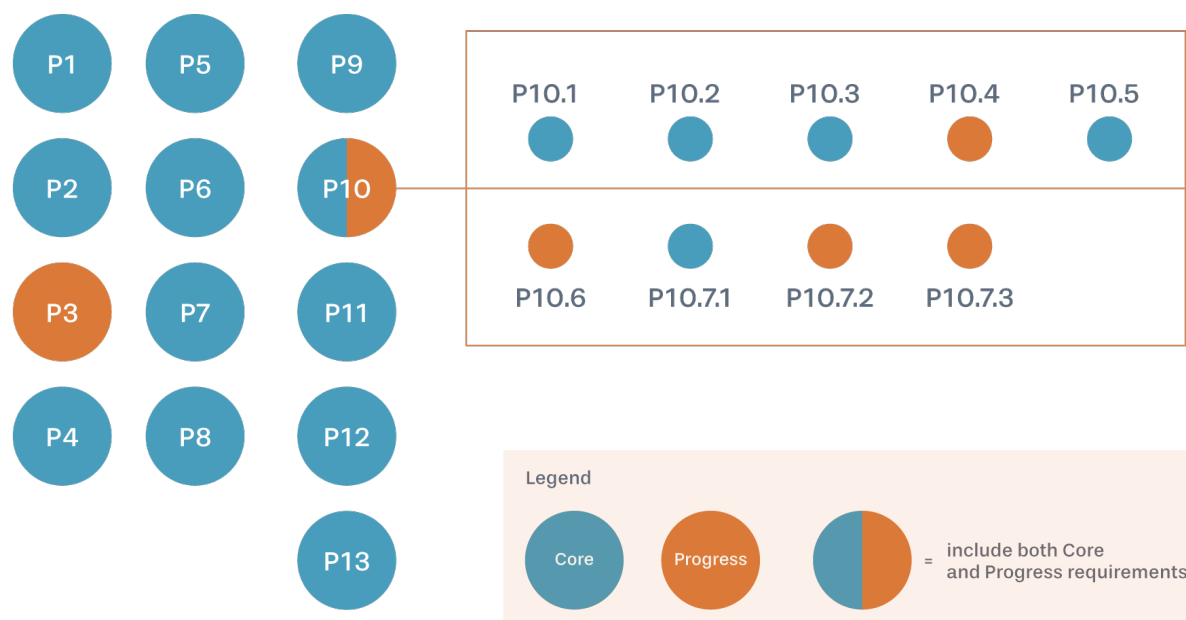 P1
P5
P9
P2
P6
P10
P3
P7
P11
P4
P8
P12
P13
P10.1
P10.2
P10.3
P10.4
P10.5
P10.6
P10.7.1
P10.7.2
P10.7.3
Legend
Core
Progress
=
include both Core
and Progress requirements